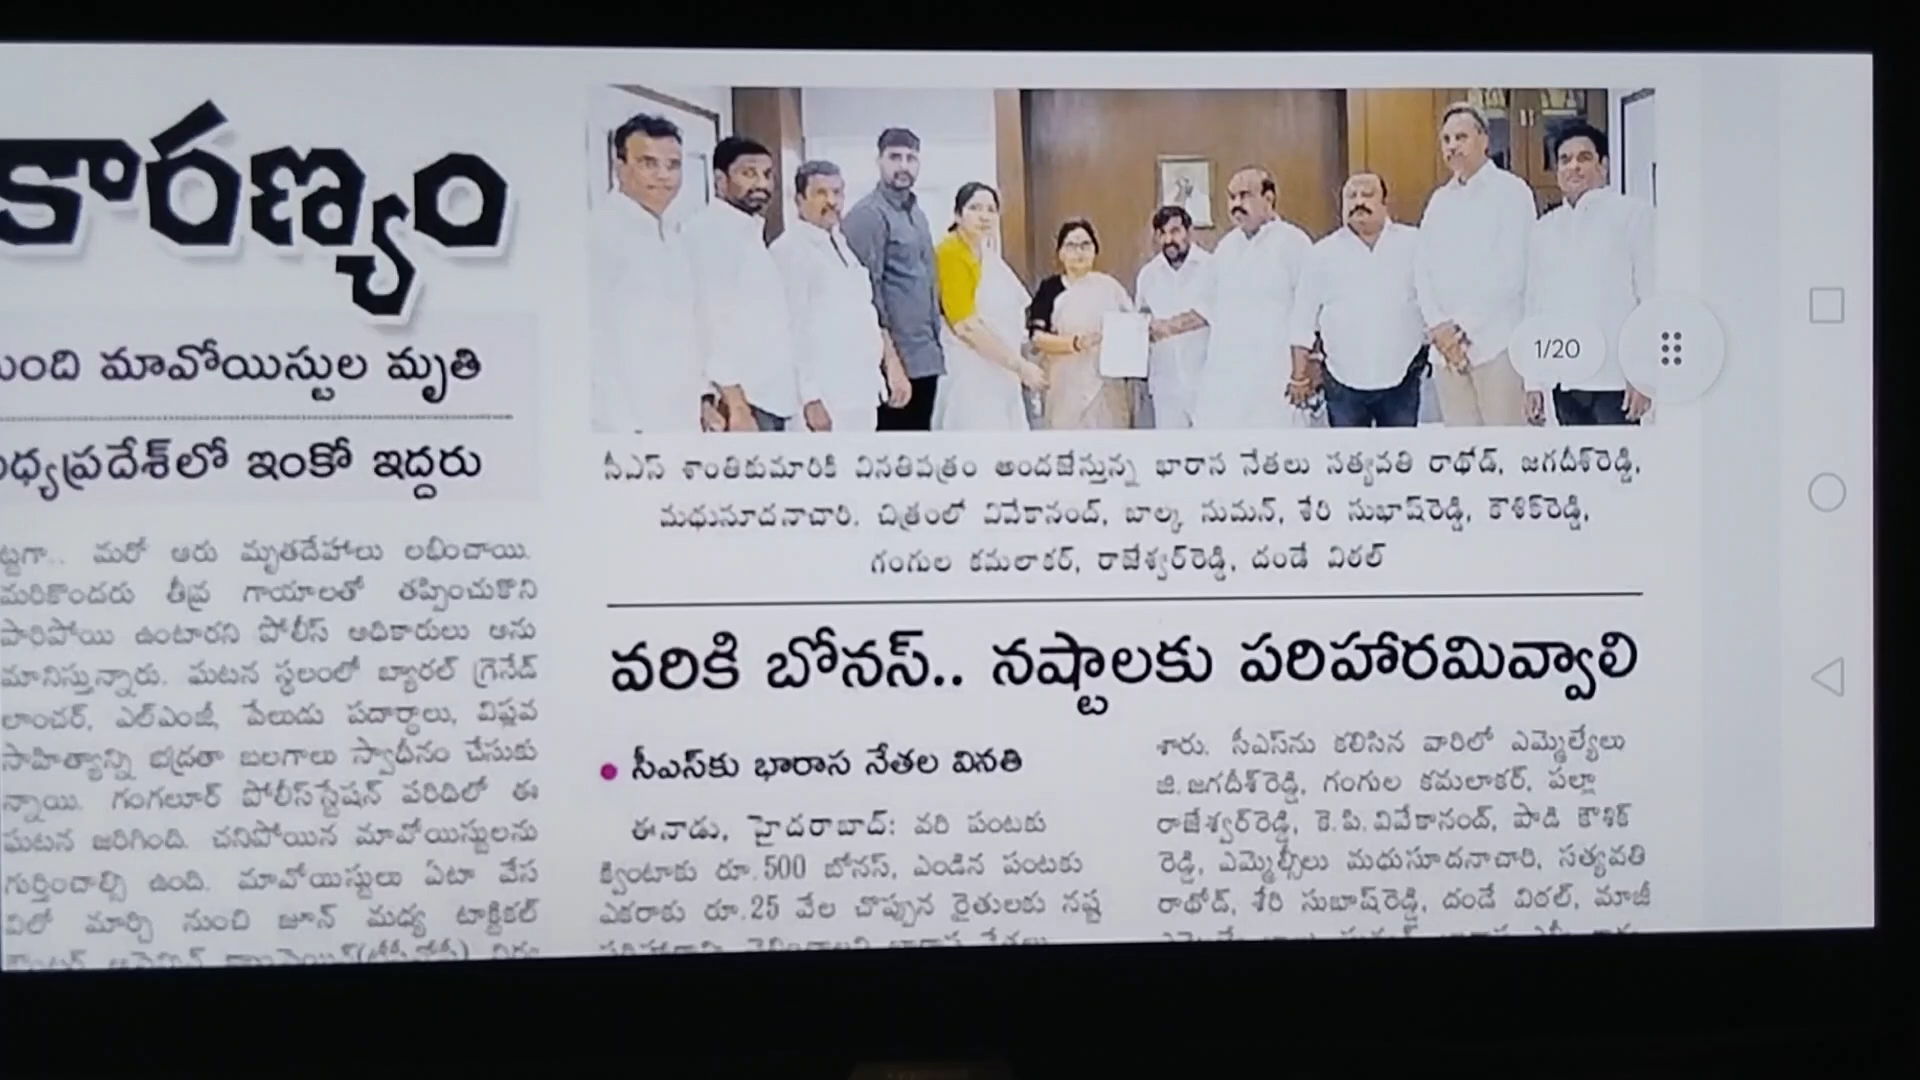 కారణ్యం
మంది మావోయిస్టుల మృతి
మధ్యప్రదేశ్‌లో ఇంకో ఇద్దరు
ట్టగా.. మరో ఆరు మృతదేహాలు లభించాయి.
మరికొందరు తీవ్ర గాయాలతో తప్పించుకొని
పారిపోయి ఉంటారని పోలీస్ అధికారులు అను
మానిస్తున్నారు. ఘటన స్థలంలో బ్యారల్ గ్రెనేడ్
లాంచర్, ఎల్ఎంజీ, పేలుడు పదార్థాలు, విప్లవ
సాహిత్యాన్ని భద్రతా బలగాలు స్వాధీనం చేసుకు
న్నాయి. గంగలూర్ పోలీస్‌స్టేషన్ పరిధిలో ఈ
ఘటన జరిగింది. చనిపోయిన మావోయిస్టులను
గుర్తించాల్సి ఉంది. మావోయిస్టులు ఏటా వేస
విలో మార్చి నుంచి జూన్ మధ్య టాక్టికల్
సీఎస్ శాంతికుమారికి వినతిపత్రం అందజేస్తున్న భారాస నేతలు సత్యవతి రాథోడ్, జగదీశ్‌రెడ్డి,
మధుసూదనాచారి. చిత్రంలో వివేకానంద్, బాల్క సుమన్, శేరి సుభాష్‌రెడ్డి, కౌశిక్‌రెడ్డి,
గంగుల కమలాకర్, రాజేశ్వర్‌రెడ్డి, దండే విఠల్
వరికి బోనస్.. నష్టాలకు పరిహారమివ్వాలి
• సీఎస్‌కు భారాస నేతల వినతి
ఈనాడు, హైదరాబాద్: వరి పంటకు
క్వింటాకు రూ.500 బోనస్, ఎండిన పంటకు
ఎకరాకు రూ.25 వేల చొప్పున రైతులకు నష్ట
శారు. సీఎస్‌ను కలిసిన వారిలో ఎమ్మెల్యేలు
జి.జగదీశ్‌రెడ్డి, గంగుల కమలాకర్, పల్లా
రాజేశ్వర్‌రెడ్డి, కె.పి.వివేకానంద్, పాడి కౌశిక్
రెడ్డి, ఎమ్మెల్సీలు మధుసూదనాచారి, సత్యవతి
రాథోడ్, శేరి సుభాష్‌రెడ్డి, దండే విఠల్, మాజీ
1/20